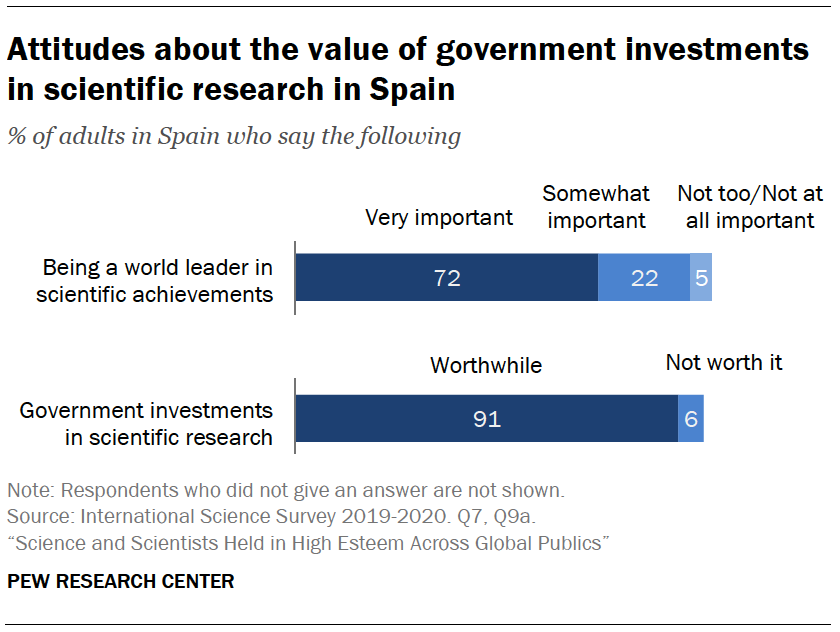 Attitudes about the value of government investments
in scientific research in Spain
% of adults in Spain who say the following
Very important
Somewhat
important
Not too/Not at
all important
Being a world leader in
scientific achievements
72
22
5
Worthwhile
Not worth it
Government investments
in scientific research
91
6
Note: Respondents who did not give an answer are not shown.
Source: International Science Survey 2019-2020. Q7, Q9a.
“Science and Scientists Held in High Esteem Across Global Publics”
PEW RESEARCH CENTER